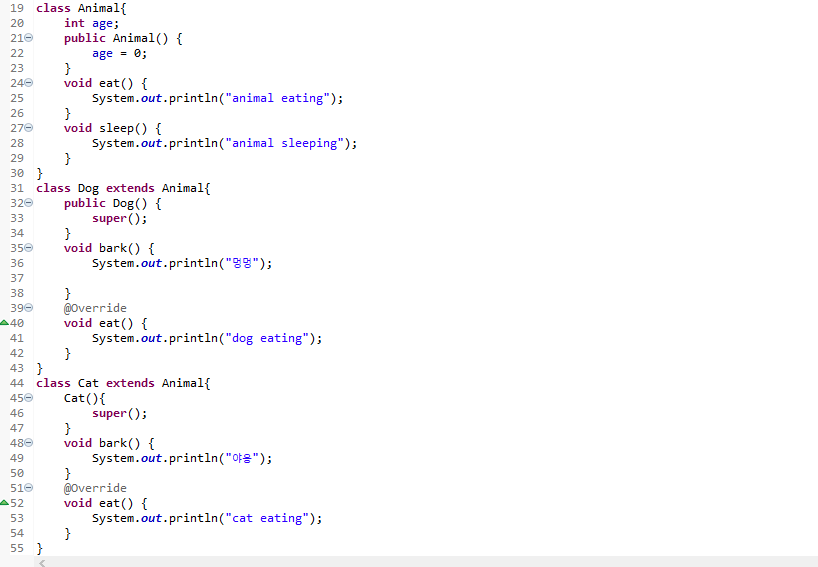 19 class Animal{
20     int age;
21     public Animal() {
22         age = 0;
23     }
24     void eat() {
25         System.out.println("animal eating");
26     }
27     void sleep() {
28         System.out.println("animal sleeping");
29     }
30 }
31 class Dog extends Animal{
32     public Dog() {
33         super();
34     }
35     void bark() {
36         System.out.println("멍멍");
37
38     }
39     @Override
40     void eat() {
41         System.out.println("dog eating");
42     }
43 }
44 class Cat extends Animal{
45     Cat(){
46         super();
47     }
48     void bark() {
49         System.out.println("야옹");
50     }
51     @Override
52     void eat() {
53         System.out.println("cat eating");
54     }
55 }